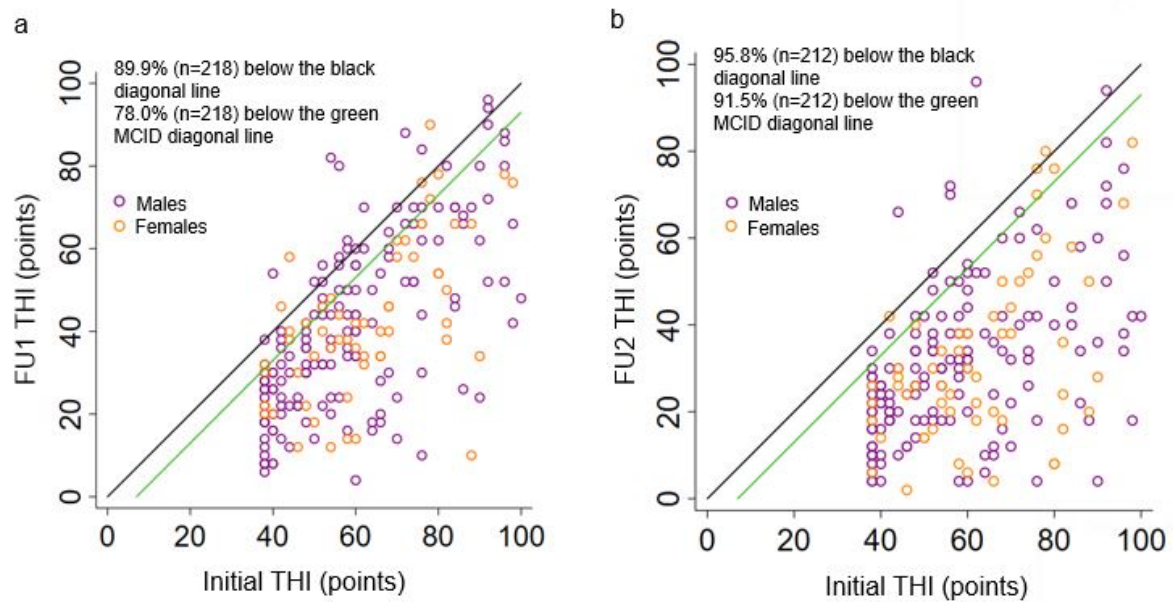 a
89.9% (n=218) below the black
diagonal line
78.0% (n=218) below the green
MCID diagonal line
Males
Females
FU1 THI (points)
100
80
60
40
20
0
0 20 40 60 80 100
Initial THI (points)
b
95.8% (n=212) below the black
diagonal line
91.5% (n=212) below the green
MCID diagonal line
Males
Females
FU2 THI (points)
100
80
60
40
20
0
0 20 40 60 80 100
Initial THI (points)